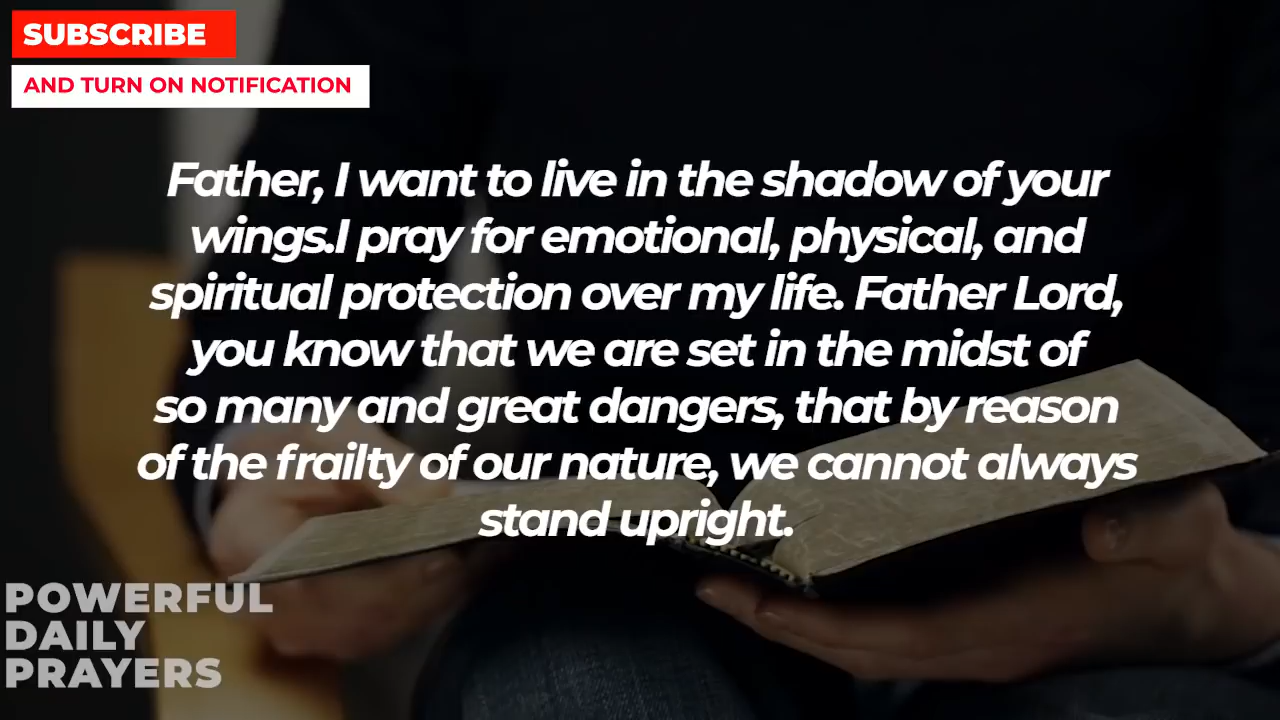 SUBSCRIBE
AND TURN ON NOTIFICATION
Father, I want to live in the shadow of your
wings.I pray for emotional, physical, and
spiritual protection over my life. Father Lord,
you know that we are set in the midst of
so many and great dangers, that by reason
of the frailty of our nature, we cannot always
stand upright.
POWERFUL
DAILY
PRAYERS